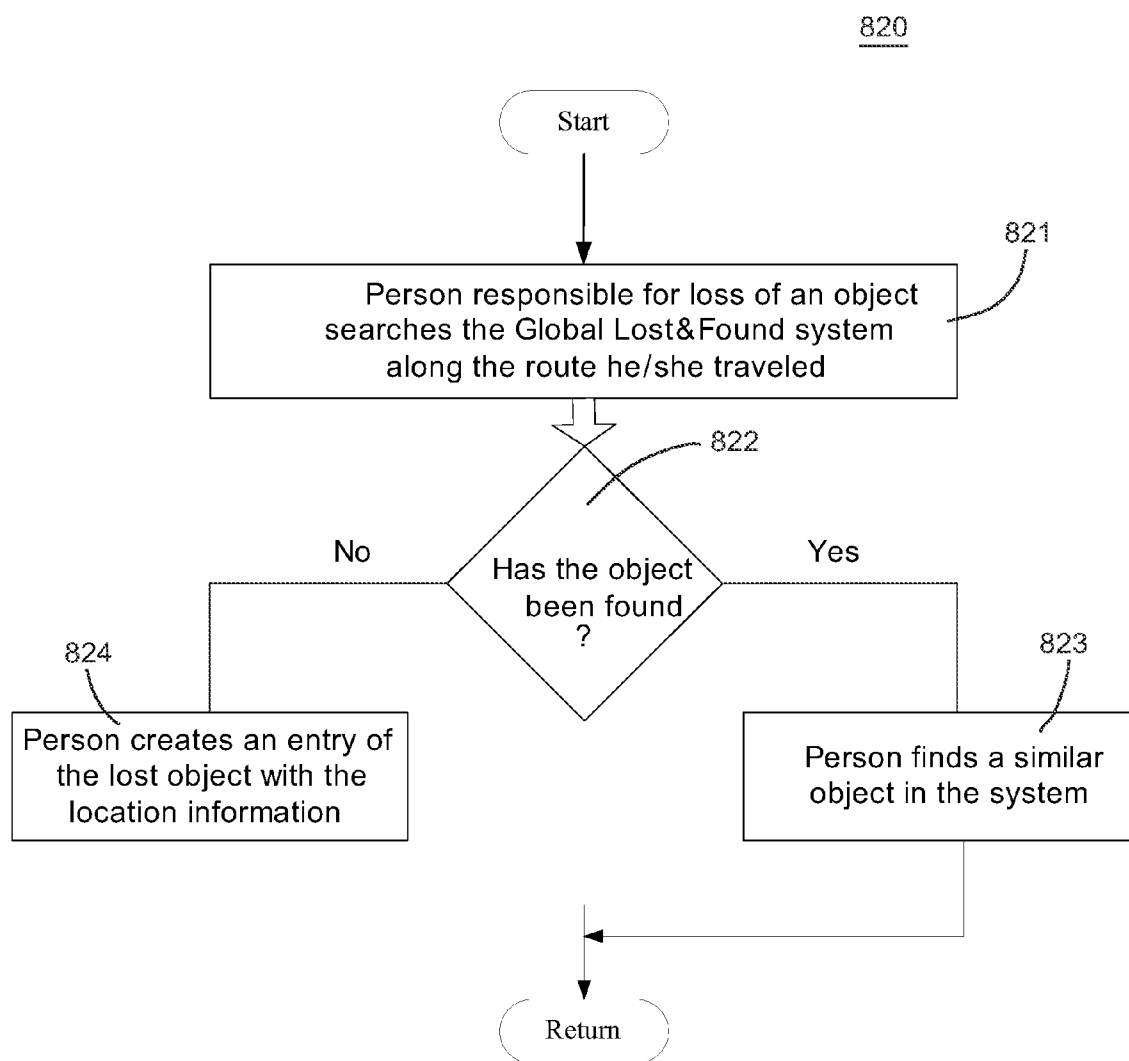 820
Start
821
Person responsible for loss of an object
searches the Global Lost&Found system
along the route he/she traveled
822
No
Yes
Has the object
been found
?
824
823
Person creates an entry of
the lost object with the
location information
Person finds a similar
object in the system
Return